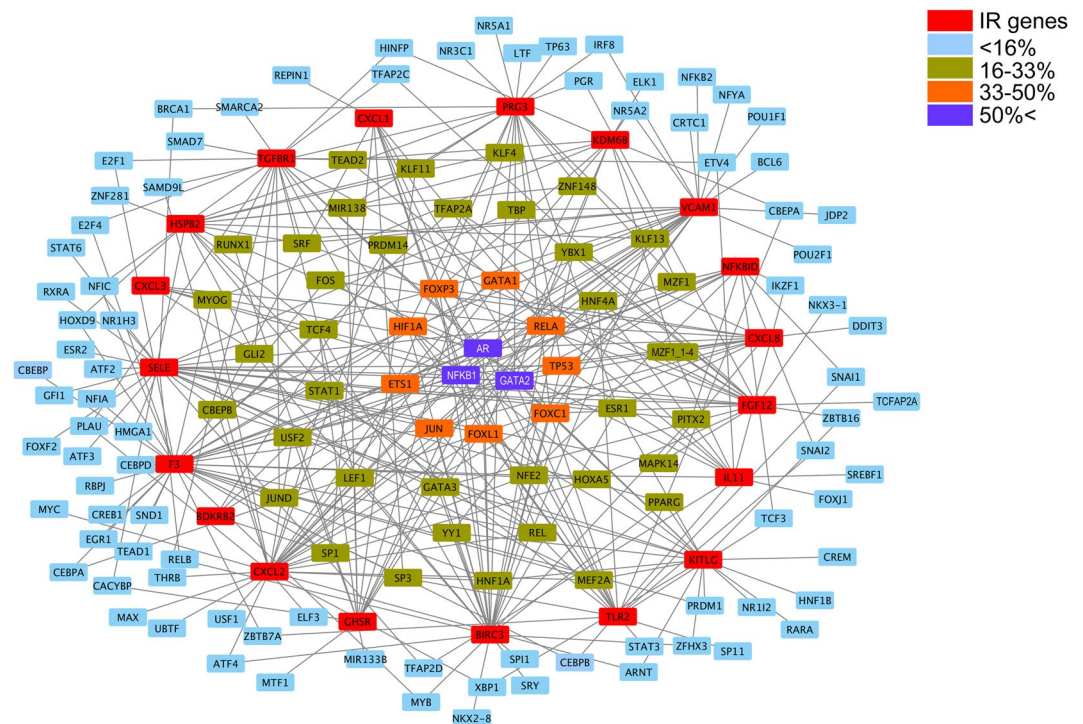 IR genes
<16%
16-33%
33-50%
50%<
NR5A1
HINFP
NR3C1
LTF
TP63
IRF8
REPIN1
TFAP2C
PGR
ELK1
NFKB2
NFYA
BRCA1
SMARCA2
CXCL1
PRG3
NR5A2
CRTC1
POU1F1
SMAD7
TGFBR1
TEAD2
KLF11
KLF4
KDM6B
ETV4
BCL6
E2F1
SAMD9L
ZNF281
MIR138
TFAP2A
TBP
ZNF148
VCAM1
CBEPA
JDP2
E2F4
HSPB2
RUNX1
SRF
PRDM14
YBX1
KLF13
POU2F1
STAT6
NFIC
CXCL3
FOS
FOXP3
GATA1
MZF1
NFKBID
IKZF1
NKX3-1
RXRA
MYOG
HNF4A
HOXD9
NR1H3
TCF4
HIF1A
RELA
CXCL8
DDIT3
ESR2
ATF2
SELE
GLI2
AR
MZF1_1-4
CBEBP
GFI1
NFIA
STAT1
ETS1
NFKB1
GATA2
TP53
SNAI1
CBEPB
ESR1
PITX2
FGF12
TCFAP2A
PLAU
HMGA1
USF2
JUN
FOXL1
FOXC1
ZBTB16
FOXF2
ATF3
CEBPD
F3
SNAI2
RBPJ
LEF1
GATA3
NFE2
HOXA5
MAPK14
IL11
SREBF1
MYC
CREB1
SND1
JUND
PPARG
FOXJ1
BDKRB2
TCF3
EGR1
TEAD1
RELB
SP1
YY1
REL
CEBPA
THRB
CXCL2
SP3
HNF1A
MEF2A
KITLG
CREM
CACYBP
HNF1B
MAX
UBTF
USF1
ELF3
GHSR
TLR2
PRDM1
NR1I2
RARA
ZBTB7A
BIRC3
STAT3
ZFHX3
SP11
ATF4
MIR133B
TFAP2D
SPI1
CEBPB
ARNT
MTF1
MYB
XBP1
SRY
NKX2-8